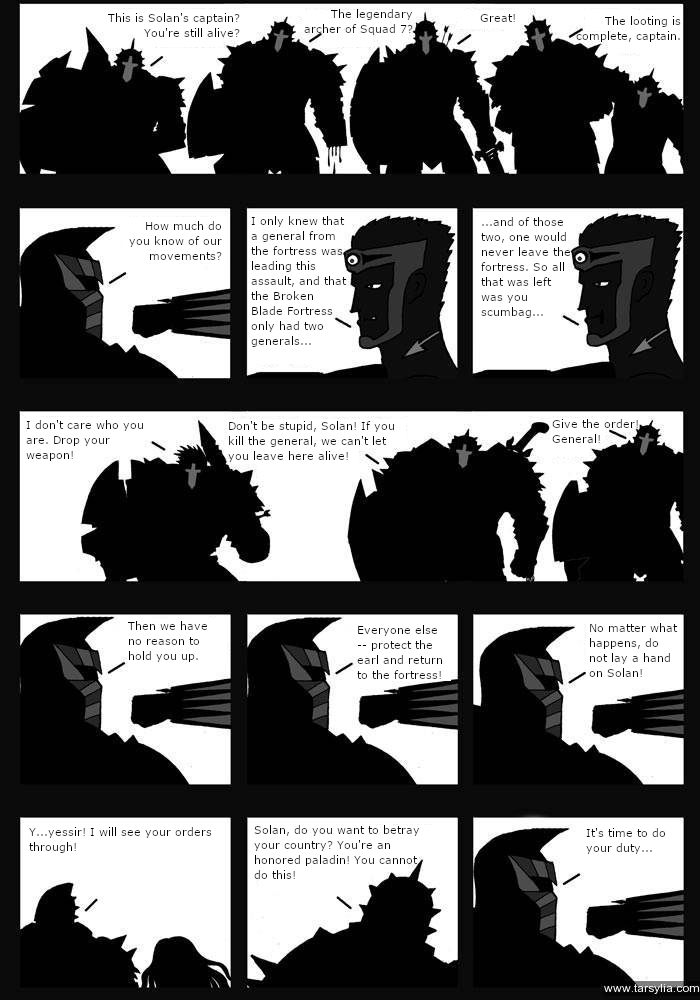 This is Solan's captain?
You're still alive?
The legendary
archer of Squad 7?
Great!
The looting is
complete, captain.
How much do
you know of our
movements?
I only knew that
a general from
the fortress was
leading this
assault, and that
the Broken
Blade Fortress
only had two
generals...
...and of those
two, one would
never leave the
fortress. So all
that was left
was you
scumbag...
I don't care who you
are. Drop your
weapon!
Don't be stupid, Solan! If you
kill the general, we can't let
you leave here alive!
Give the order!
General!
Then we have
no reason to
hold you up.
Everyone else
-- protect the
earl and return
to the fortress!
No matter what
happens, do
not lay a hand
on Solan!
Y...yessir! I will see your orders
through!
Solan, do you want to betray
your country? You're an
honored paladin! You cannot
do this!
It's time to do
your duty...
www.tarsylia.com